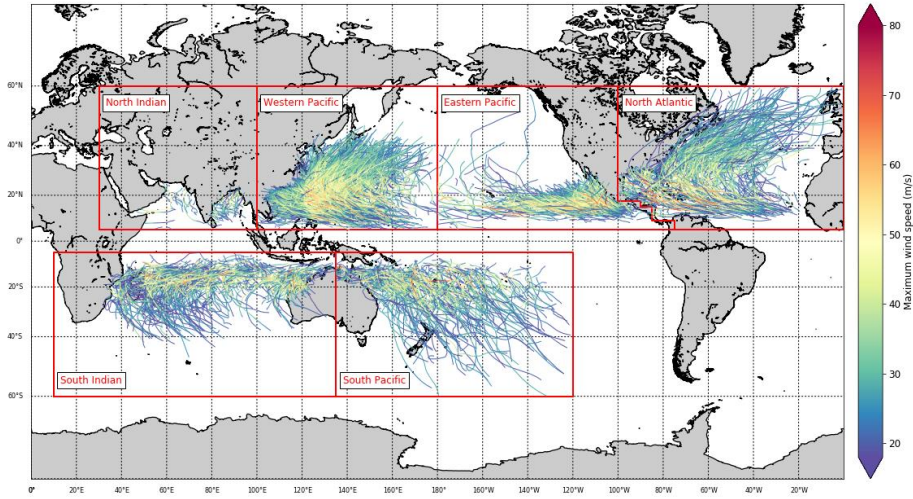 60°N
40°N
20°N
0°
20°S
40°S
60°S
North Indian
Western Pacific
Eastern Pacific
North Atlantic
South Indian
South Pacific
0°
20°E
40°E
60°E
80°E
100°E
120°E
140°E
160°E
180°
160°W
140°W
120°W
100°W
80°W
60°W
40°W
20°W
80
70
60
50
40
30
20
Maximum wind speed (m/s)